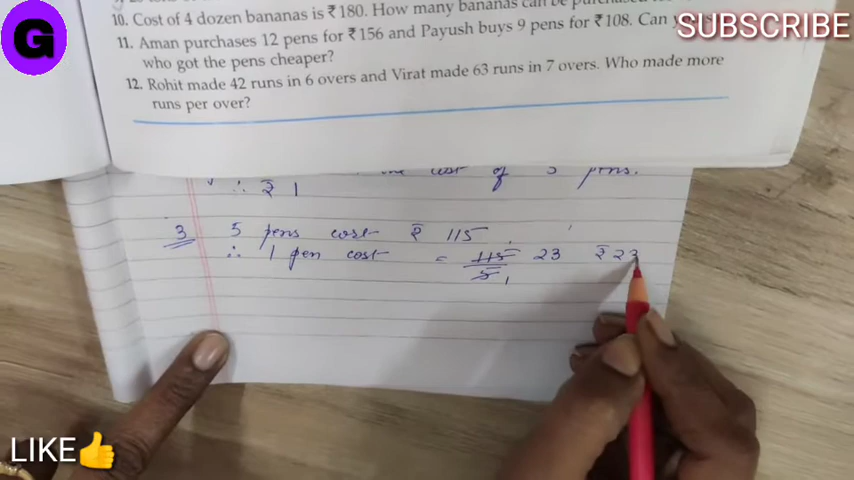 G
SUBSCRIBE
10. Cost of 4 dozen bananas is ₹180. How many bananas can be
11. Aman purchases 12 pens for ₹156 and Payush buys 9 pens for ₹108. Can
who got the pens cheaper?
12. Rohit made 42 runs in 6 overs and Virat made 63 runs in 7 overs. Who made more
runs per over?
cost of 5 pens.
∴ ₹ 1
3 5 pens cost ₹ 115
∴ 1 pen cost = 115/5 1 23 ₹ 23
LIKE👍